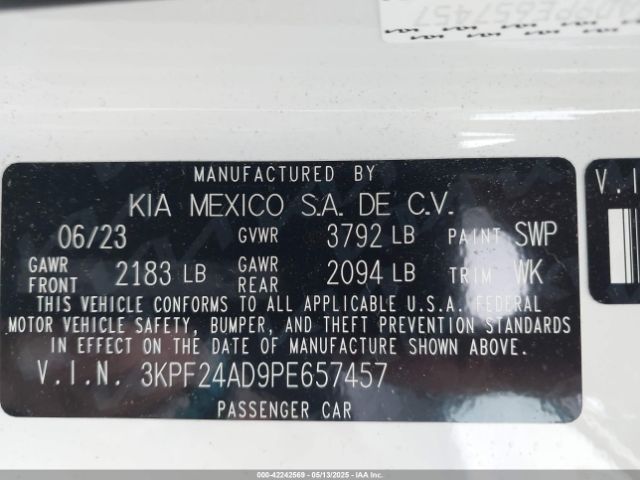 9PE657457
MANUFACTURED BY
KIA MEXICO S.A. DE C.V.
06/23 GVWR 3792 LB PAINT SWP
GAWR FRONT 2183 LB GAWR REAR 2094 LB TRIM WK
THIS VEHICLE CONFORMS TO ALL APPLICABLE U.S.A. FEDERAL
MOTOR VEHICLE SAFETY, BUMPER, AND THEFT PREVENTION STANDARDS
IN EFFECT ON THE DATE OF MANUFACTURE SHOWN ABOVE.
V.I.N. 3KPF24AD9PE657457
PASSENGER CAR
V.I
000-42242569 - 05/13/2025 - IAA Inc.